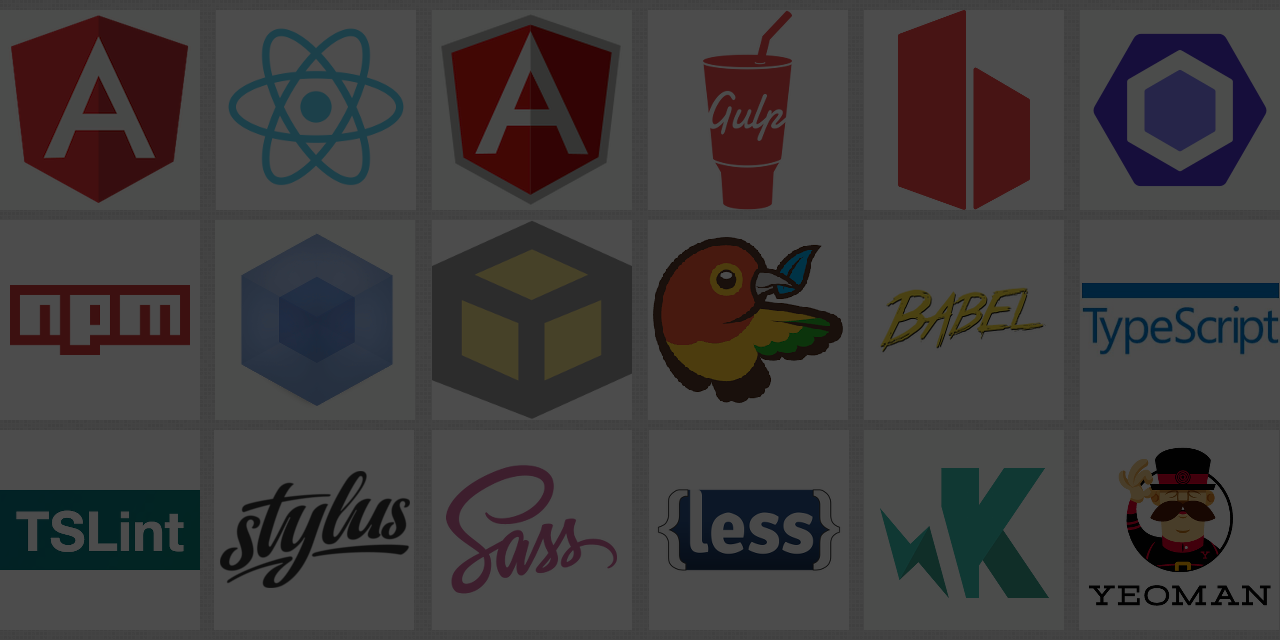 A
A
Gulp
npm
BABEL
TypeScript
TSLint
stylus
Sass
{less}
K
YEOMAN